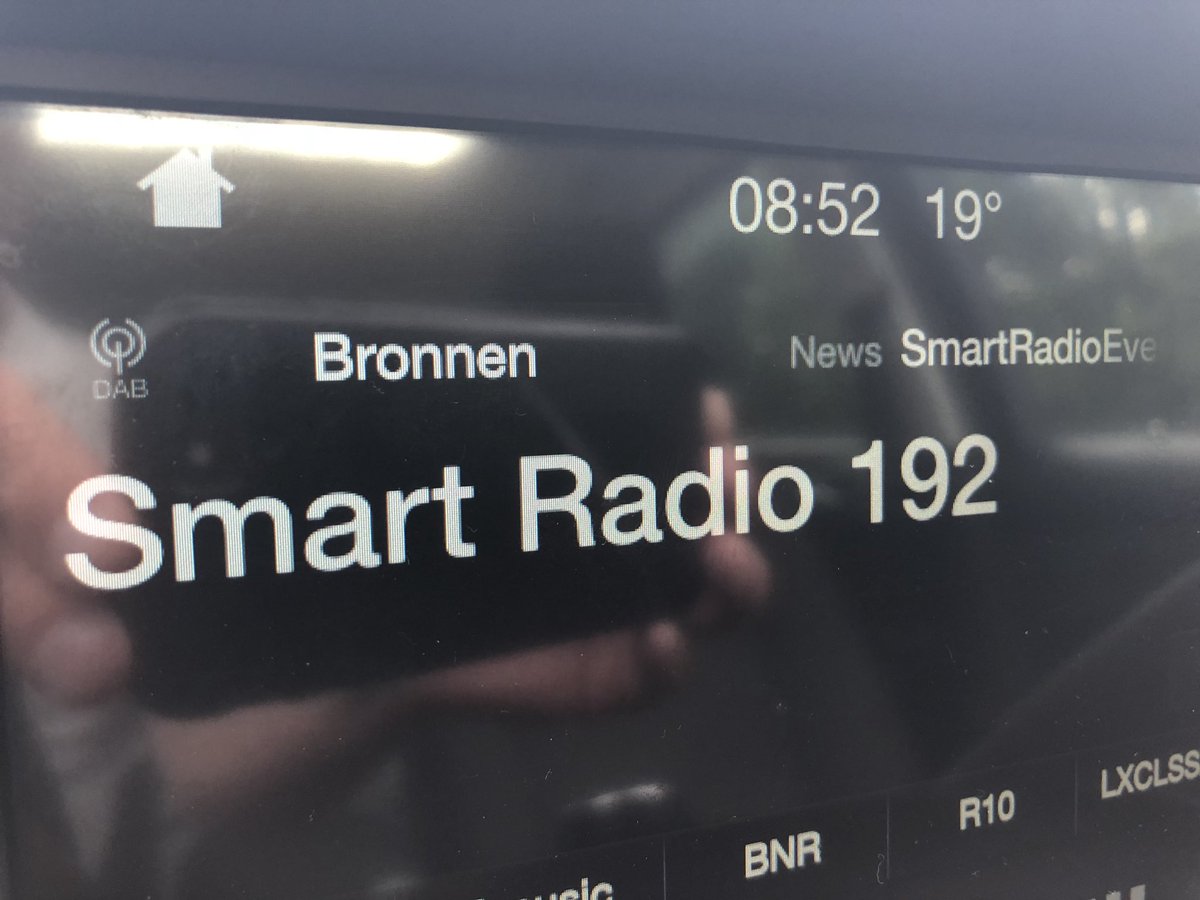 08:52 19°
DAB Bronnen News SmartRadioEve
Smart Radio 192
BNR R10 LXCLSS